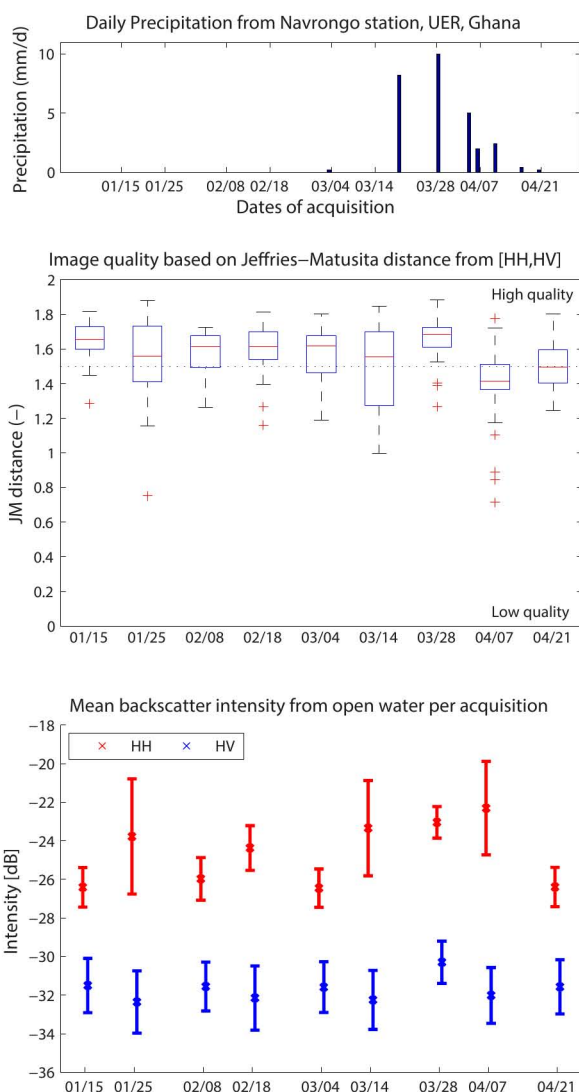 Daily Precipitation from Navrongo station, UER, Ghana
Precipitation (mm/d)
10
5
0
01/15 01/25 02/08 02/18 03/04 03/14 03/28 04/07 04/21
Dates of acquisition
Image quality based on Jeffries−Matusita distance from [HH,HV]
JM distance (−)
2
High quality
1.8
1.6
1.4
1.2
1
0.8
0.6
0.4
0.2
Low quality
0
01/15 01/25 02/08 02/18 03/04 03/14 03/28 04/07 04/21
Mean backscatter intensity from open water per acquisition
Intensity [dB]
−18
HH HV
−20
−22
−24
−26
−28
−30
−32
−34
−36
01/15 01/25 02/08 02/18 03/04 03/14 03/28 04/07 04/21